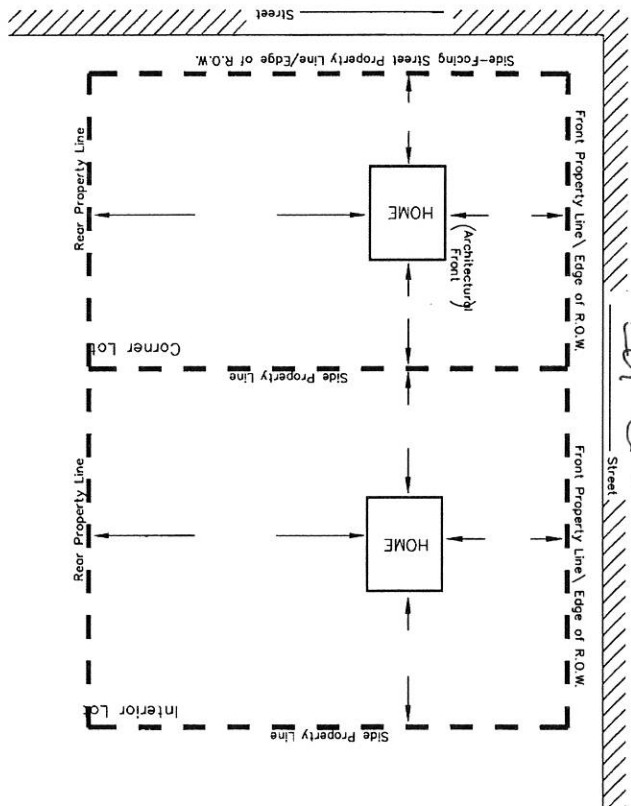 Street
Side-Facing Street Property Line/Edge of R.O.W.
Rear Property Line
HOME
(Architectural
Front)
Front Property Line\ Edge of R.O.W.
Corner Lot
Side Property Line
Street
Rear Property Line
HOME
Front Property Line\ Edge of R.O.W.
Interior Lot
Side Property Line